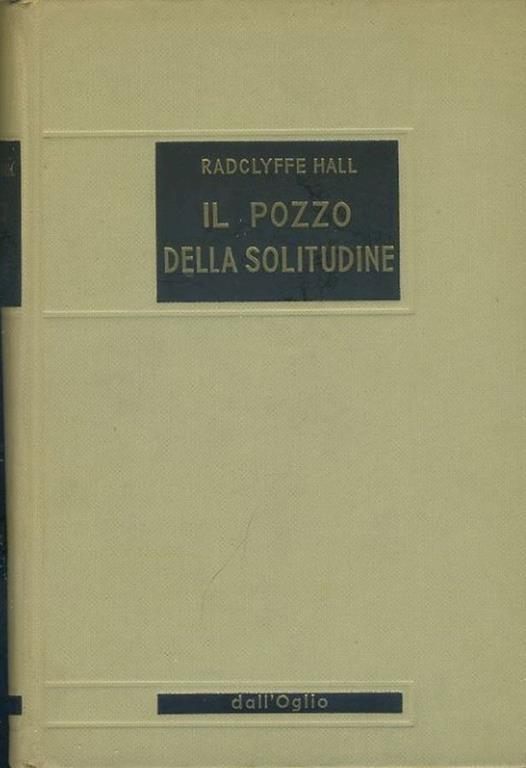 RADCLYFFE HALL
IL POZZO
DELLA SOLITUDINE
dall'Oglio